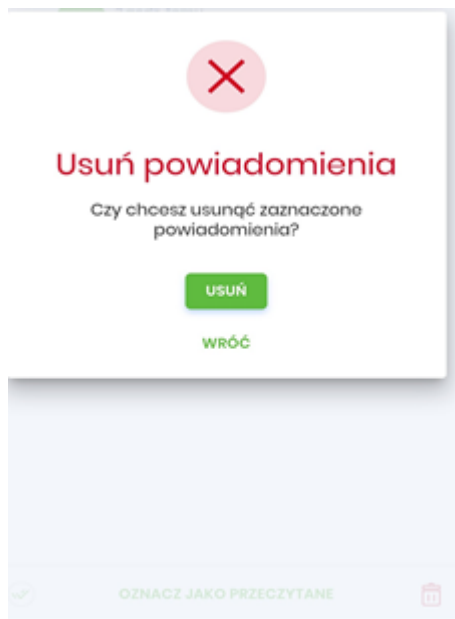 Usuń powiadomienia
Czy chcesz usunąć zaznaczone
powiadomienia?
USUŃ
WRÓĆ
OZNACZ JAKO PRZECZYTANE